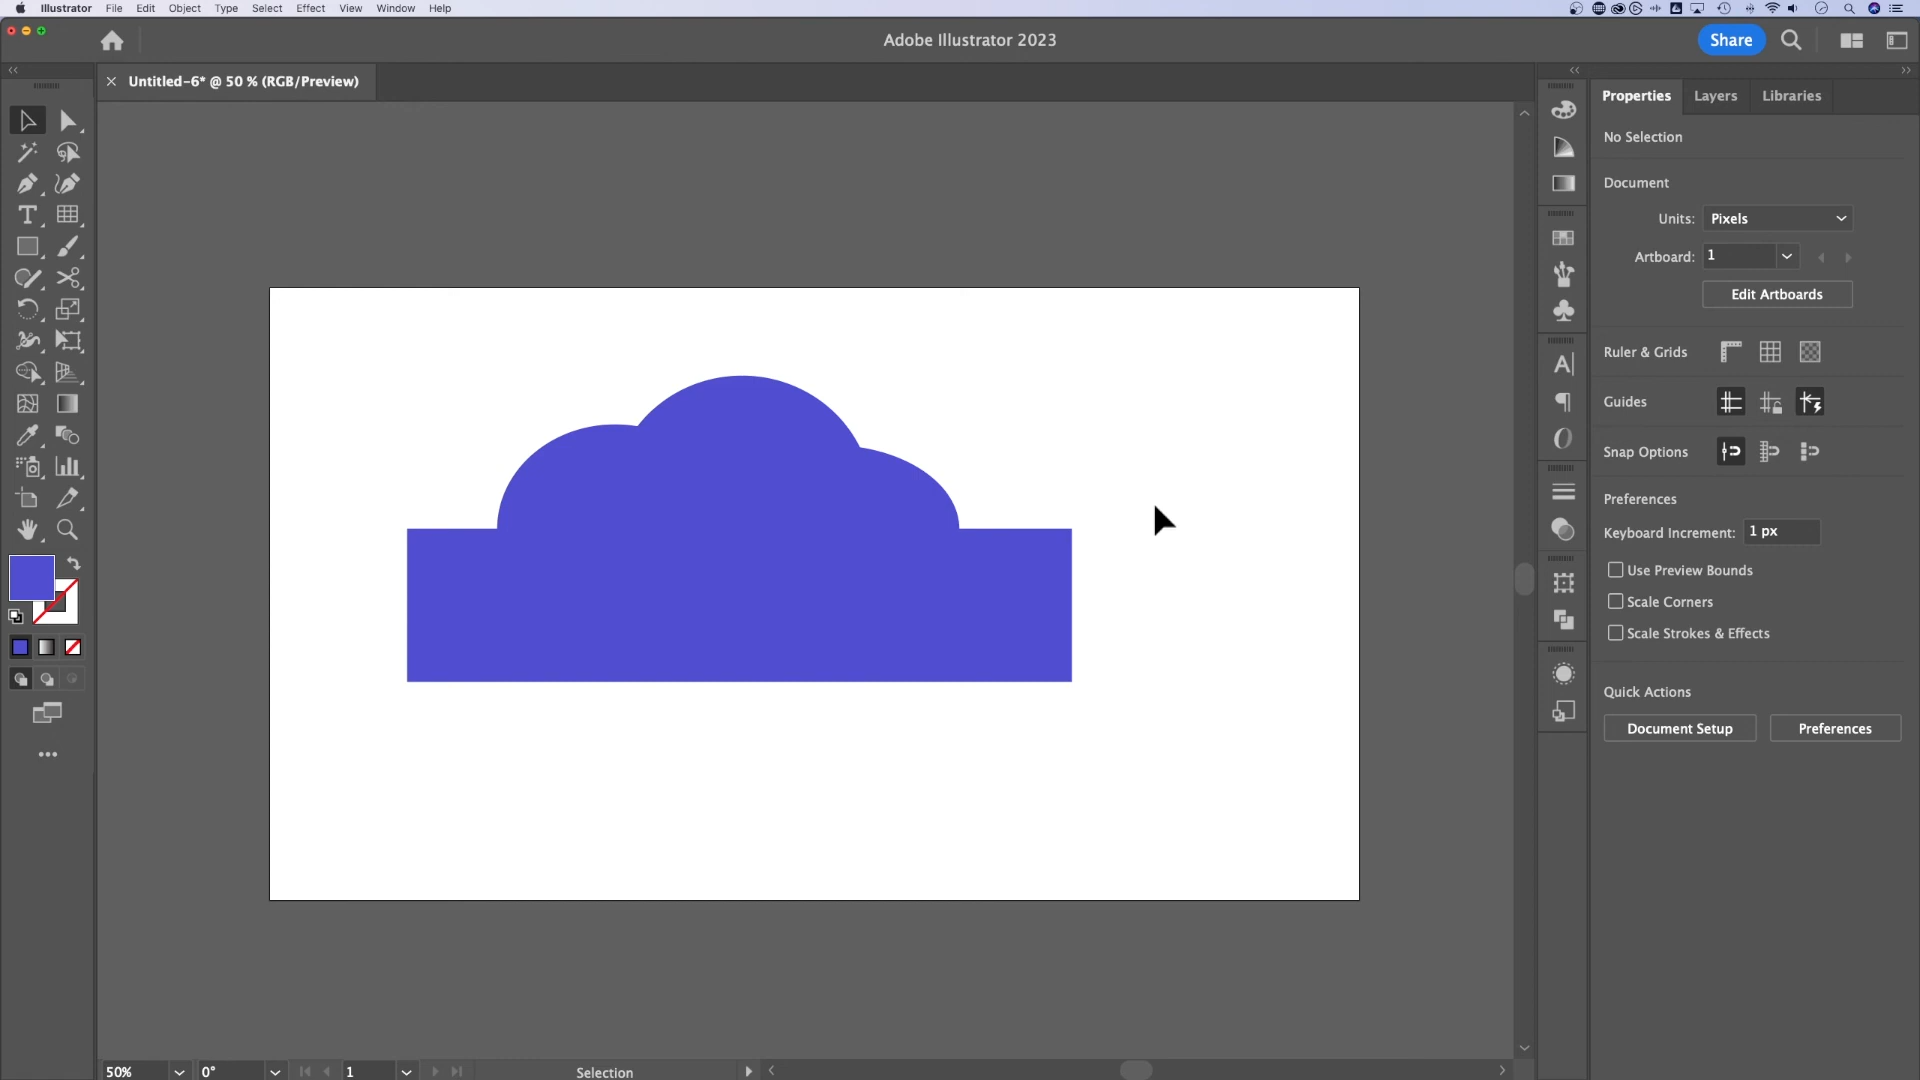 Illustrator File Edit Object Type Select Effect View Window Help
Adobe Illustrator 2023
Share
Untitled-6* @ 50 % (RGB/Preview)
Properties Layers Libraries
No Selection
Document
Units: Pixels
Artboard: 1
Edit Artboards
Ruler & Grids
Guides
Snap Options
Preferences
Keyboard Increment: 1 px
Use Preview Bounds
Scale Corners
Scale Strokes & Effects
Quick Actions
Document Setup Preferences
50% 0° 1 Selection